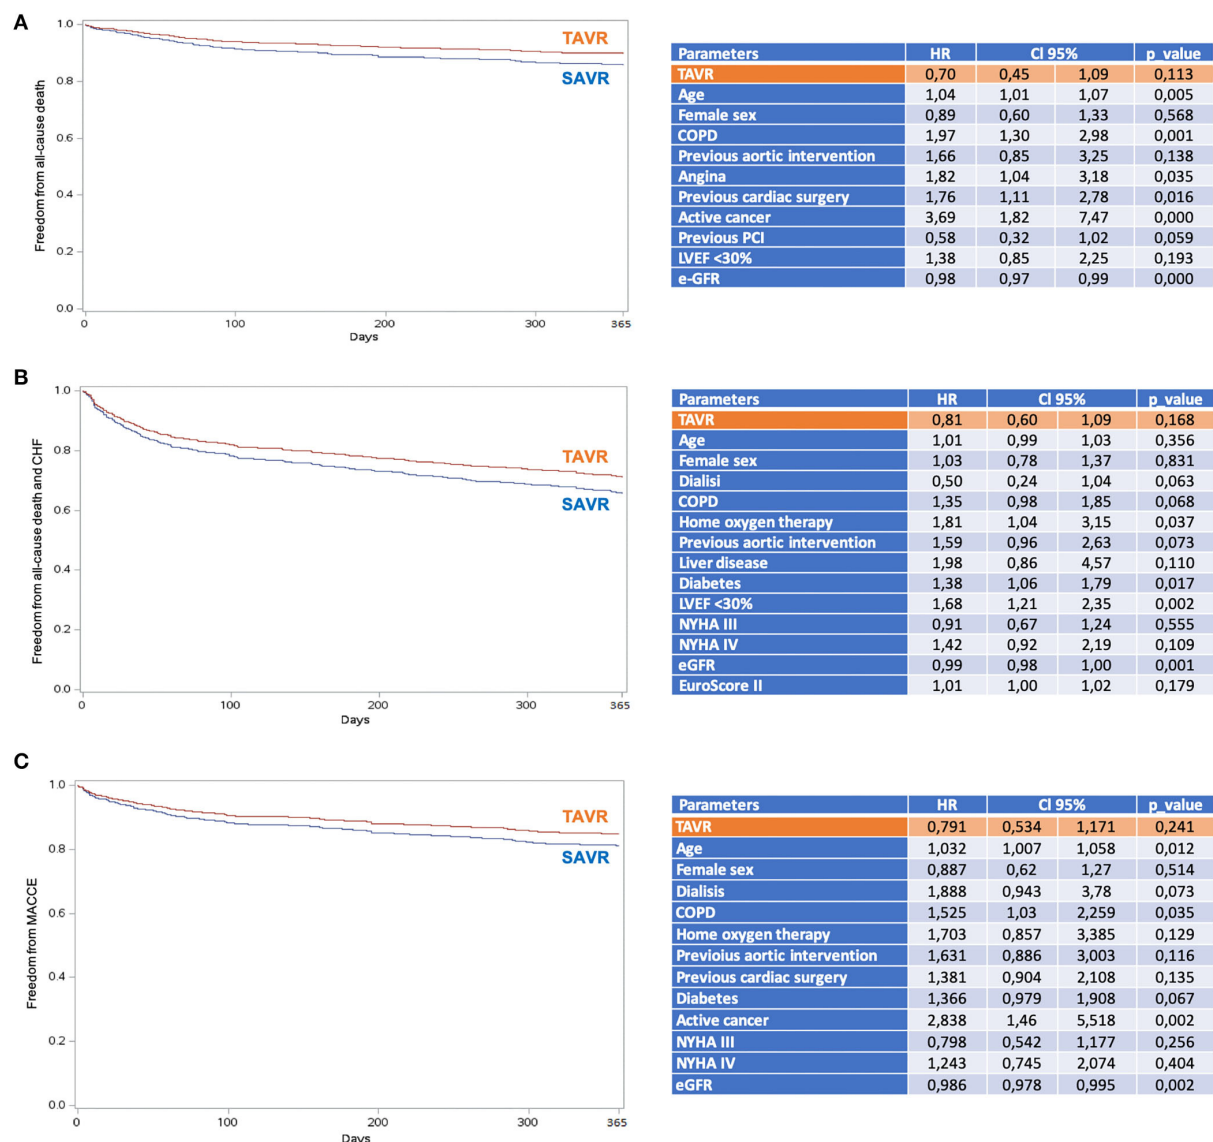 A
1.0
0.8
0.6
0.4
0.2
0.0
Freedom from all-cause death
TAVR
SAVR
0 100 200 300 365
Days
Parameters HR CI 95% p_value
TAVR 0,70 0,45 1,09 0,113
Age 1,04 1,01 1,07 0,005
Female sex 0,89 0,60 1,33 0,568
COPD 1,97 1,30 2,98 0,001
Previous aortic intervention 1,66 0,85 3,25 0,138
Angina 1,82 1,04 3,18 0,035
Previous cardiac surgery 1,76 1,11 2,78 0,016
Active cancer 3,69 1,82 7,47 0,000
Previous PCI 0,58 0,32 1,02 0,059
LVEF <30% 1,38 0,85 2,25 0,193
e-GFR 0,98 0,97 0,99 0,000
B
1.0
0.8
0.6
0.4
0.2
0.0
Freedom from all-cause death and CHF
TAVR
SAVR
0 100 200 300 365
Days
Parameters HR CI 95% p_value
TAVR 0,81 0,60 1,09 0,168
Age 1,01 0,99 1,03 0,356
Female sex 1,03 0,78 1,37 0,831
Dialisi 0,50 0,24 1,04 0,063
COPD 1,35 0,98 1,85 0,068
Home oxygen therapy 1,81 1,04 3,15 0,037
Previous aortic intervention 1,59 0,96 2,63 0,073
Liver disease 1,98 0,86 4,57 0,110
Diabetes 1,38 1,06 1,79 0,017
LVEF <30% 1,68 1,21 2,35 0,002
NYHA III 0,91 0,67 1,24 0,555
NYHA IV 1,42 0,92 2,19 0,109
eGFR 0,99 0,98 1,00 0,001
EuroScore II 1,01 1,00 1,02 0,179
C
1.0
0.8
0.6
0.4
0.2
0.0
Freedom from MACCE
TAVR
SAVR
0 100 200 300 365
Days
Parameters HR CI 95% p_value
TAVR 0,791 0,534 1,171 0,241
Age 1,032 1,007 1,058 0,012
Female sex 0,887 0,62 1,27 0,514
Dialisis 1,888 0,943 3,78 0,073
COPD 1,525 1,03 2,259 0,035
Home oxygen therapy 1,703 0,857 3,385 0,129
Previoius aortic intervention 1,631 0,886 3,003 0,116
Previous cardiac surgery 1,381 0,904 2,108 0,135
Diabetes 1,366 0,979 1,908 0,067
Active cancer 2,838 1,46 5,518 0,002
NYHA III 0,798 0,542 1,177 0,256
NYHA IV 1,243 0,745 2,074 0,404
eGFR 0,986 0,978 0,995 0,002